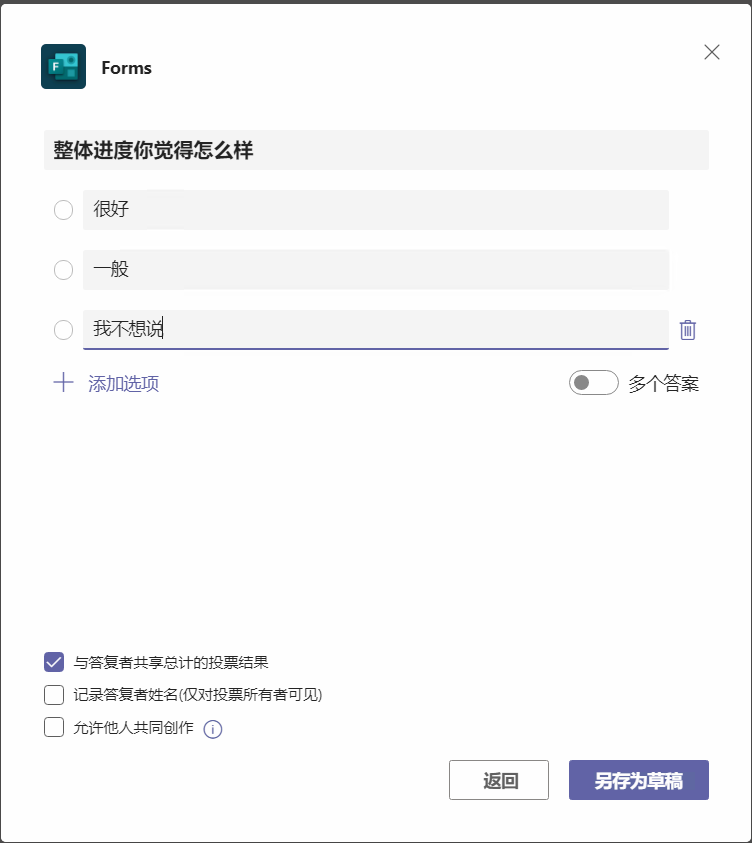 Forms
整体进度你觉得怎么样
很好
一般
我不想说
添加选项
多个答案
与答复者共享总计的投票结果
记录答复者姓名(仅对投票所有者可见)
允许他人共同创作
返回
另存为草稿